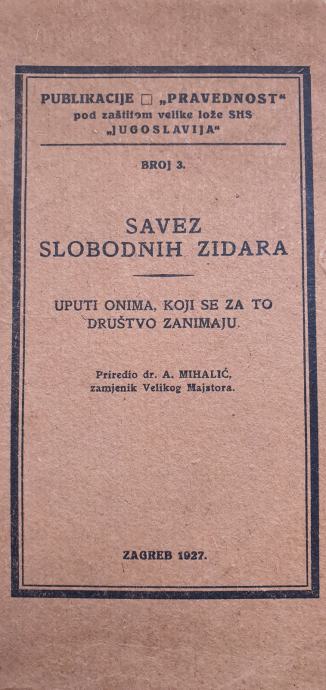 PUBLIKACIJE □ „PRAVEDNOST“
pod zaštitom velike lože SHS
„JUGOSLAVIJA“
BROJ 3.
SAVEZ
SLOBODNIH ZIDARA
UPUTI ONIMA, KOJI SE ZA TO
DRUŠTVO ZANIMAJU.
Priredio dr. A. MIHALIĆ,
zamjenik Velikog Majstora.
ZAGREB 1927.